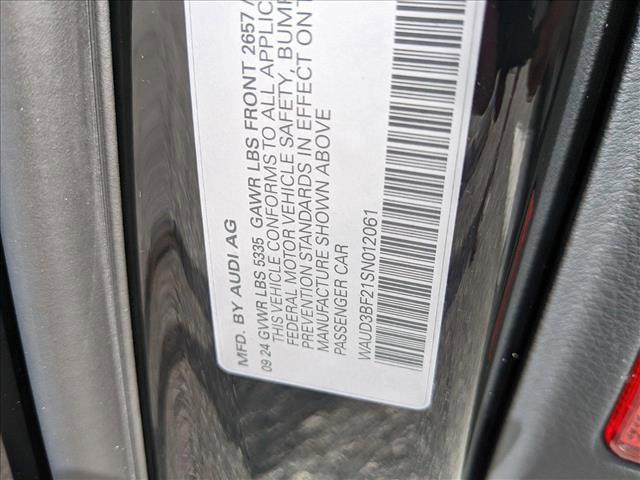 MFD. BY AUDI AG
09 24 GVWR LBS 5335 GAWR LBS FRONT 2657
THIS VEHICLE CONFORMS TO ALL APPLIC
FEDERAL MOTOR VEHICLE SAFETY, BUMP
PREVENTION STANDARDS IN EFFECT ON T
MANUFACTURE SHOWN ABOVE
PASSENGER CAR
WAUD3BF21SN012061